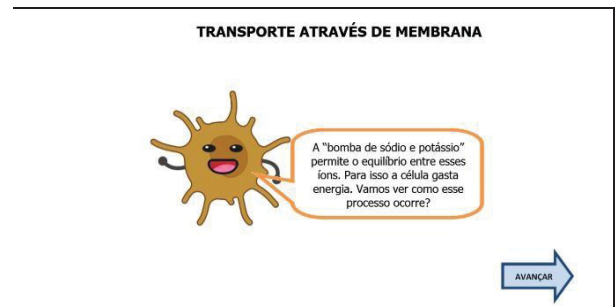 TRANSPORTE ATRAVÉS DE MEMBRANA
A “bomba de sódio e potássio”
permite o equilíbrio entre esses
íons. Para isso a célula gasta
energia. Vamos ver como esse
processo ocorre?
AVANÇAR